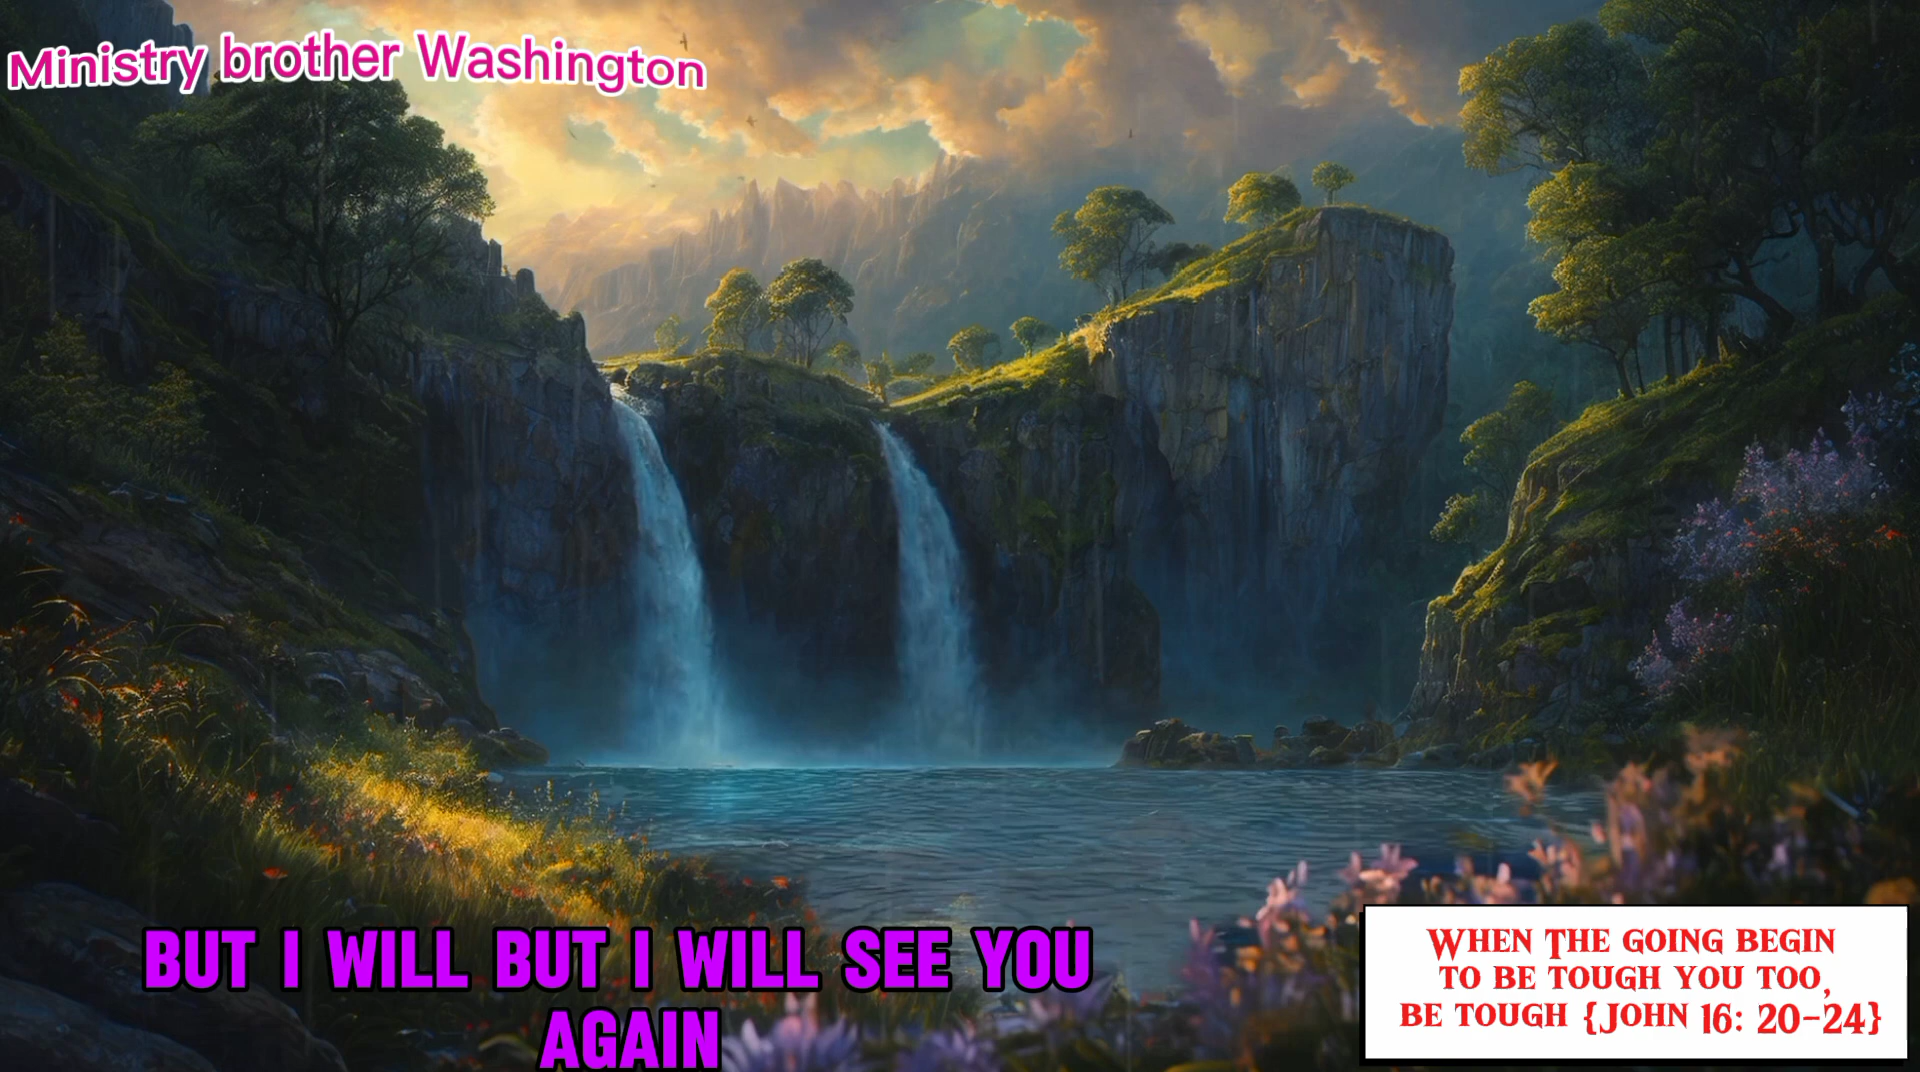 Ministry brother Washington
BUT I WILL BUT I WILL SEE YOU
AGAIN
WHEN THE GOING BEGIN
TO BE TOUGH YOU TOO,
BE TOUGH {JOHN 16: 20-24}